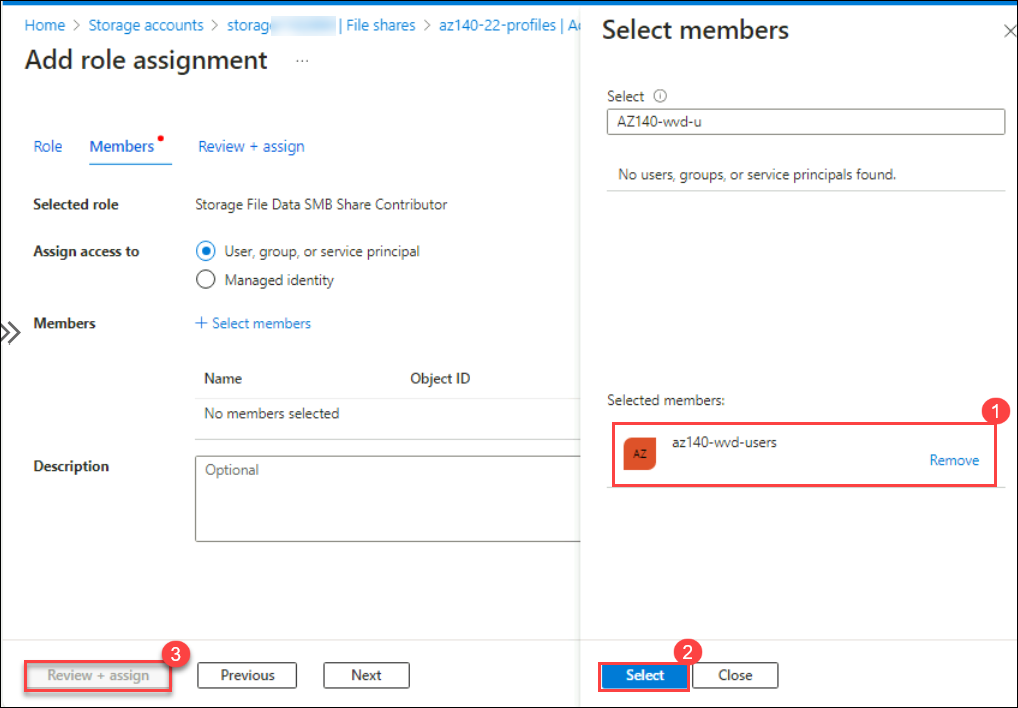 Home > Storage accounts > storag | File shares > az140-22-profiles |
Add role assignment ...
Role Members Review + assign
Selected role Storage File Data SMB Share Contributor
Assign access to User, group, or service principal
Managed identity
Members + Select members
Name Object ID
No members selected
Description Optional
3
Review + assign Previous Next
Select members
Select
AZ140-wvd-u
No users, groups, or service principals found.
Selected members:
1
AZ az140-wvd-users
Remove
2
Select Close